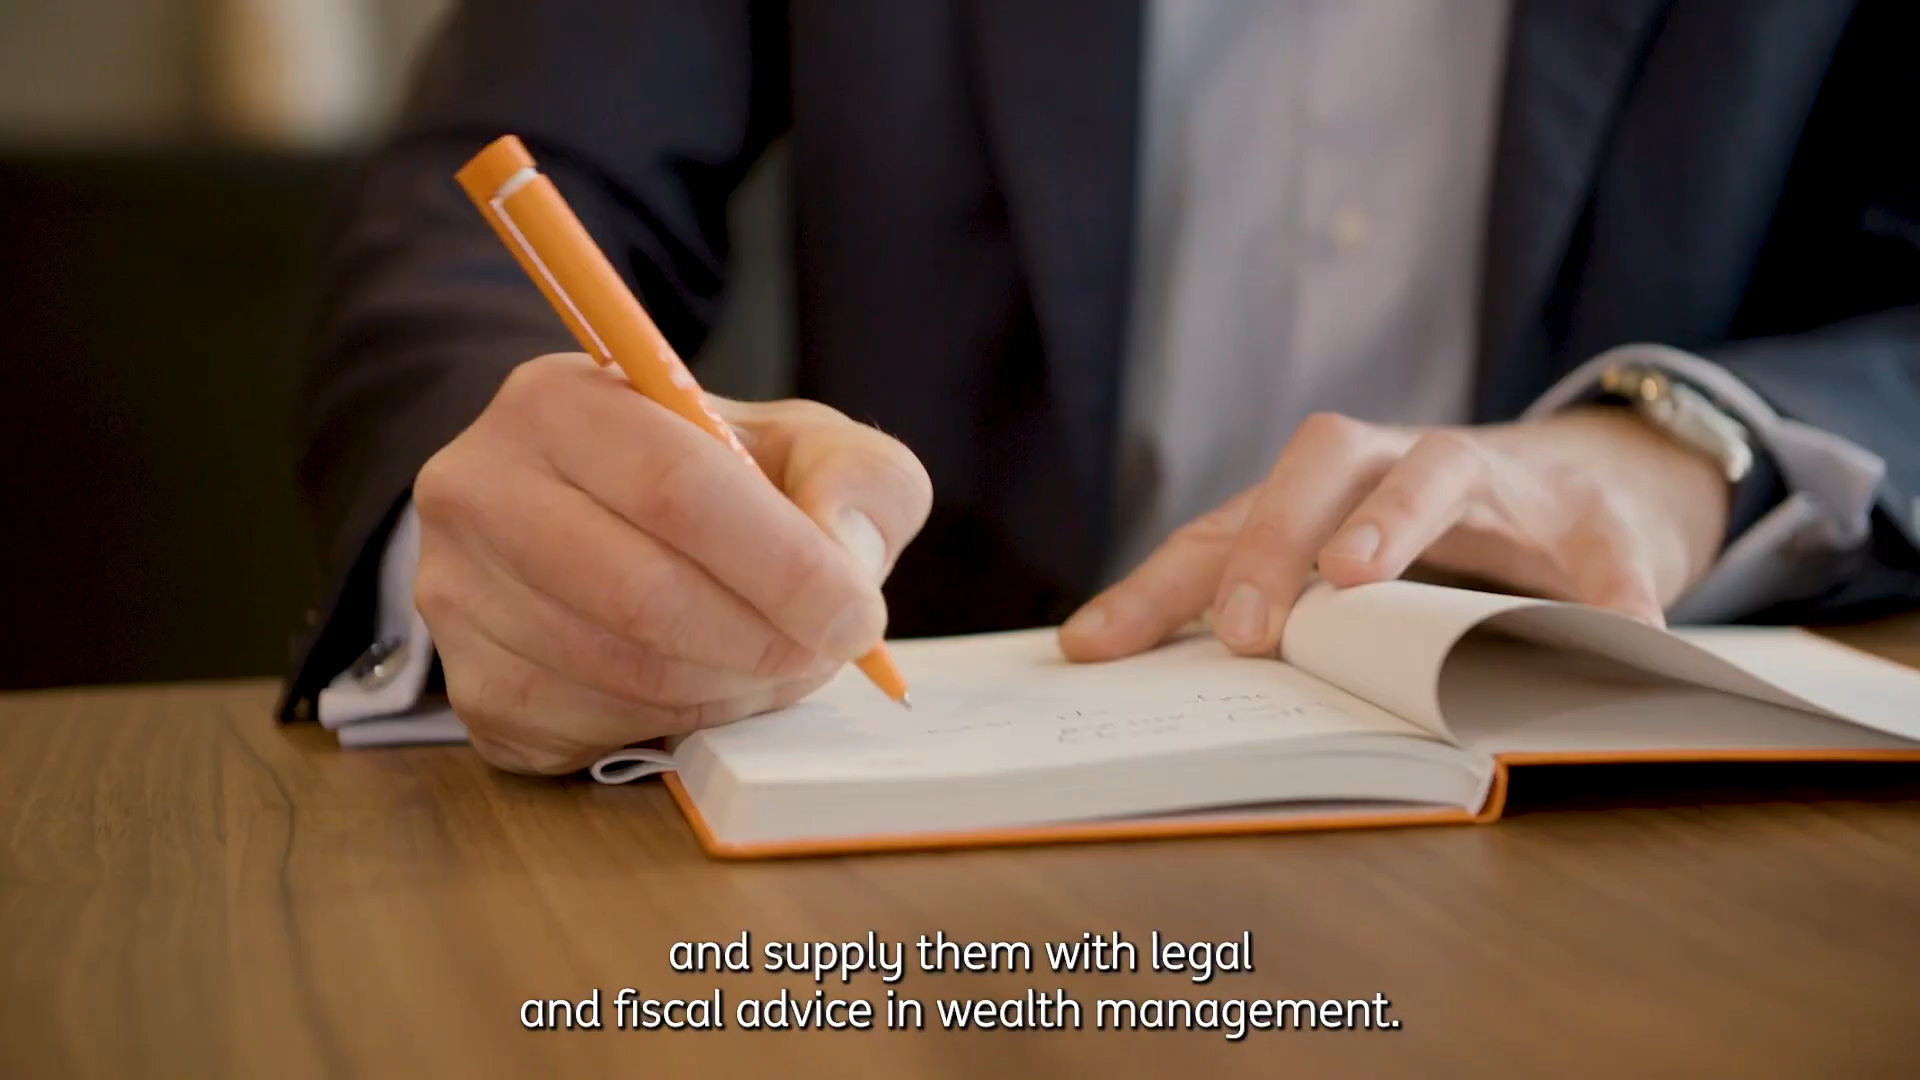 and supply them with legal
and fiscal advice in wealth management.